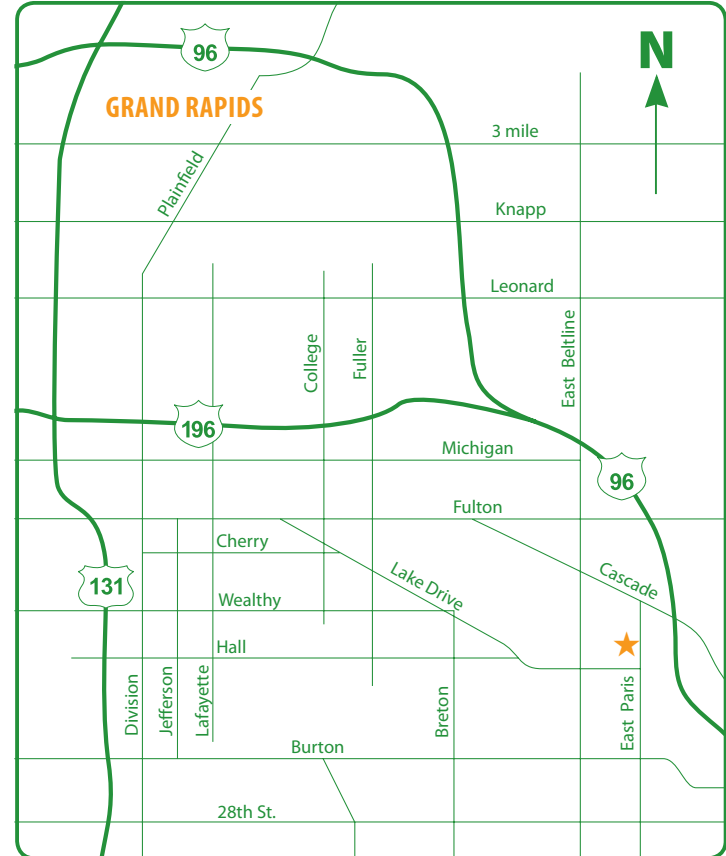 96
N
GRAND RAPIDS
3 mile
Plainfield
Knapp
Leonard
East Beltline
College
Fuller
196
Michigan
96
Fulton
Cherry
Cascade
131
Lake Drive
Wealthy
Hall
Division
Jefferson
Lafayette
Breton
East Paris
Burton
28th St.